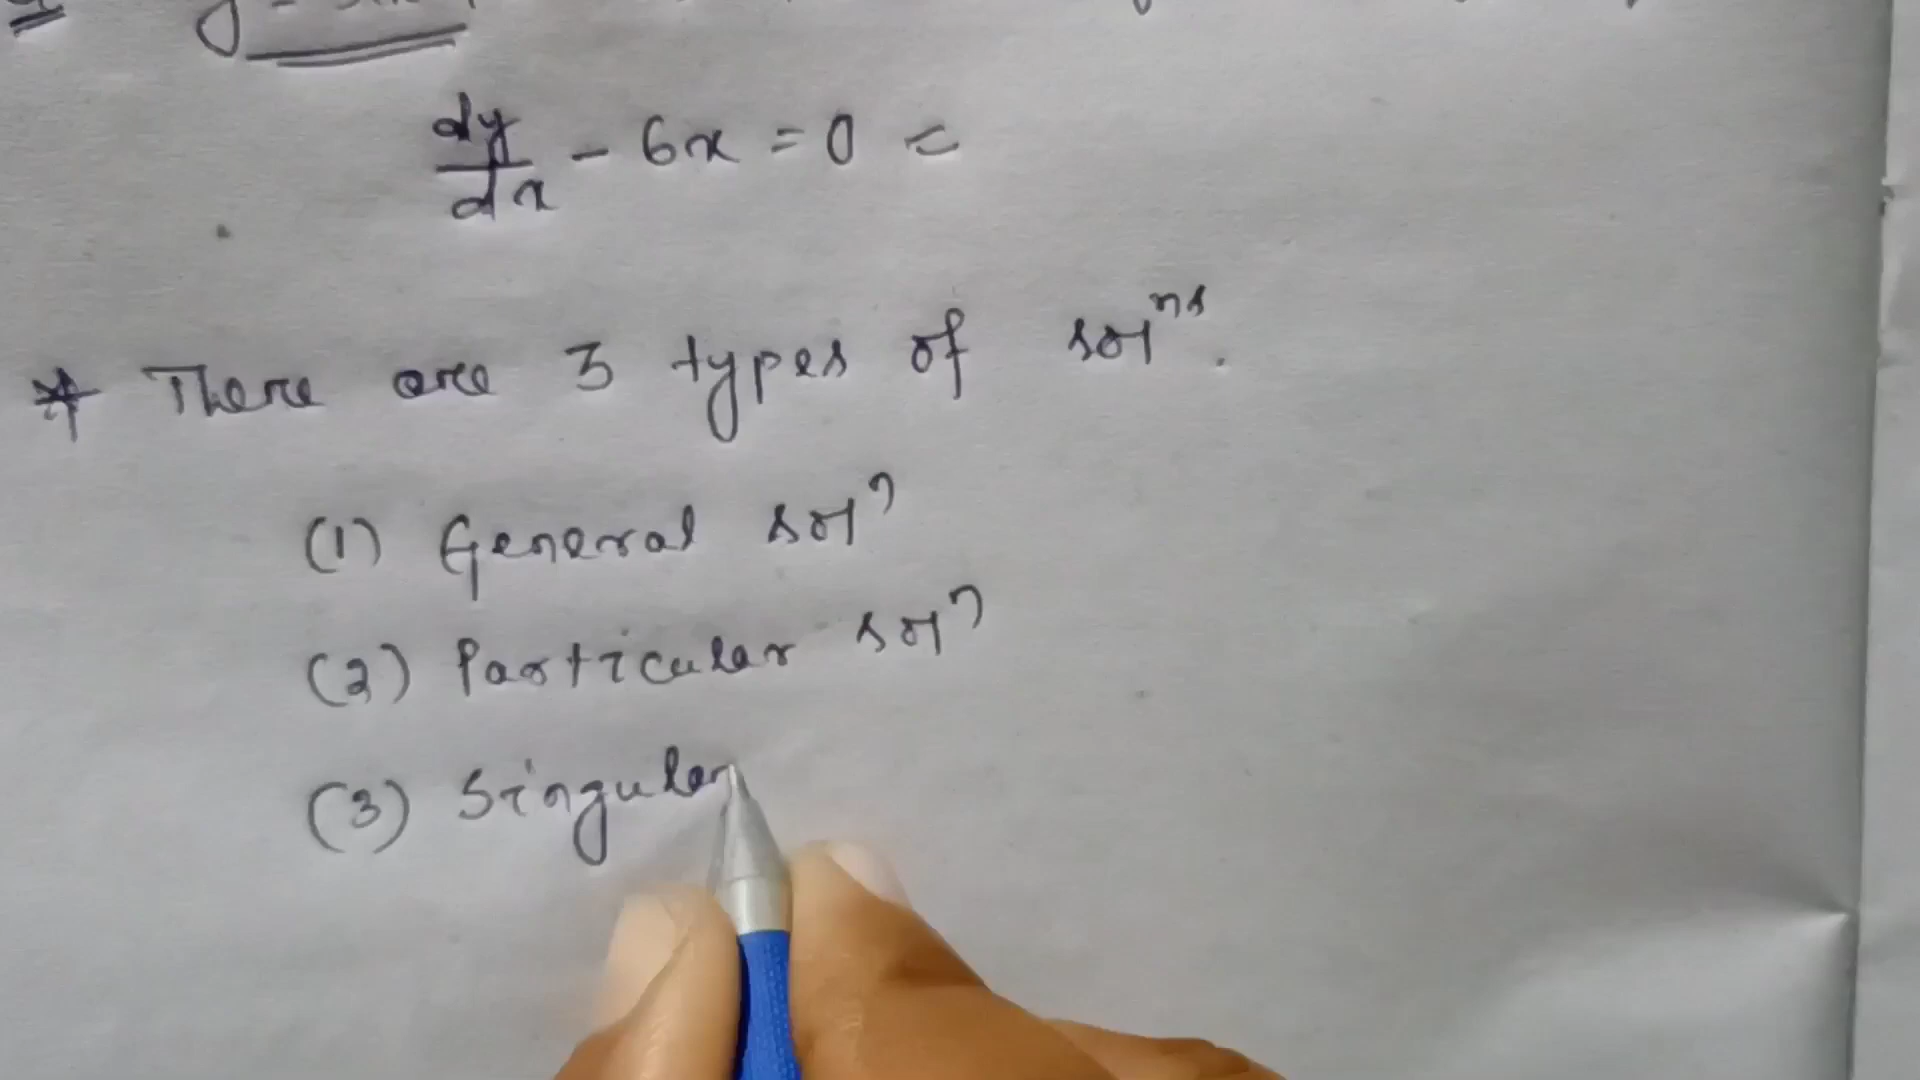 dy/dx - 6x = 0 =
* There are 3 types of solns.
(1) General soln
(2) Particular soln
(3) Singular